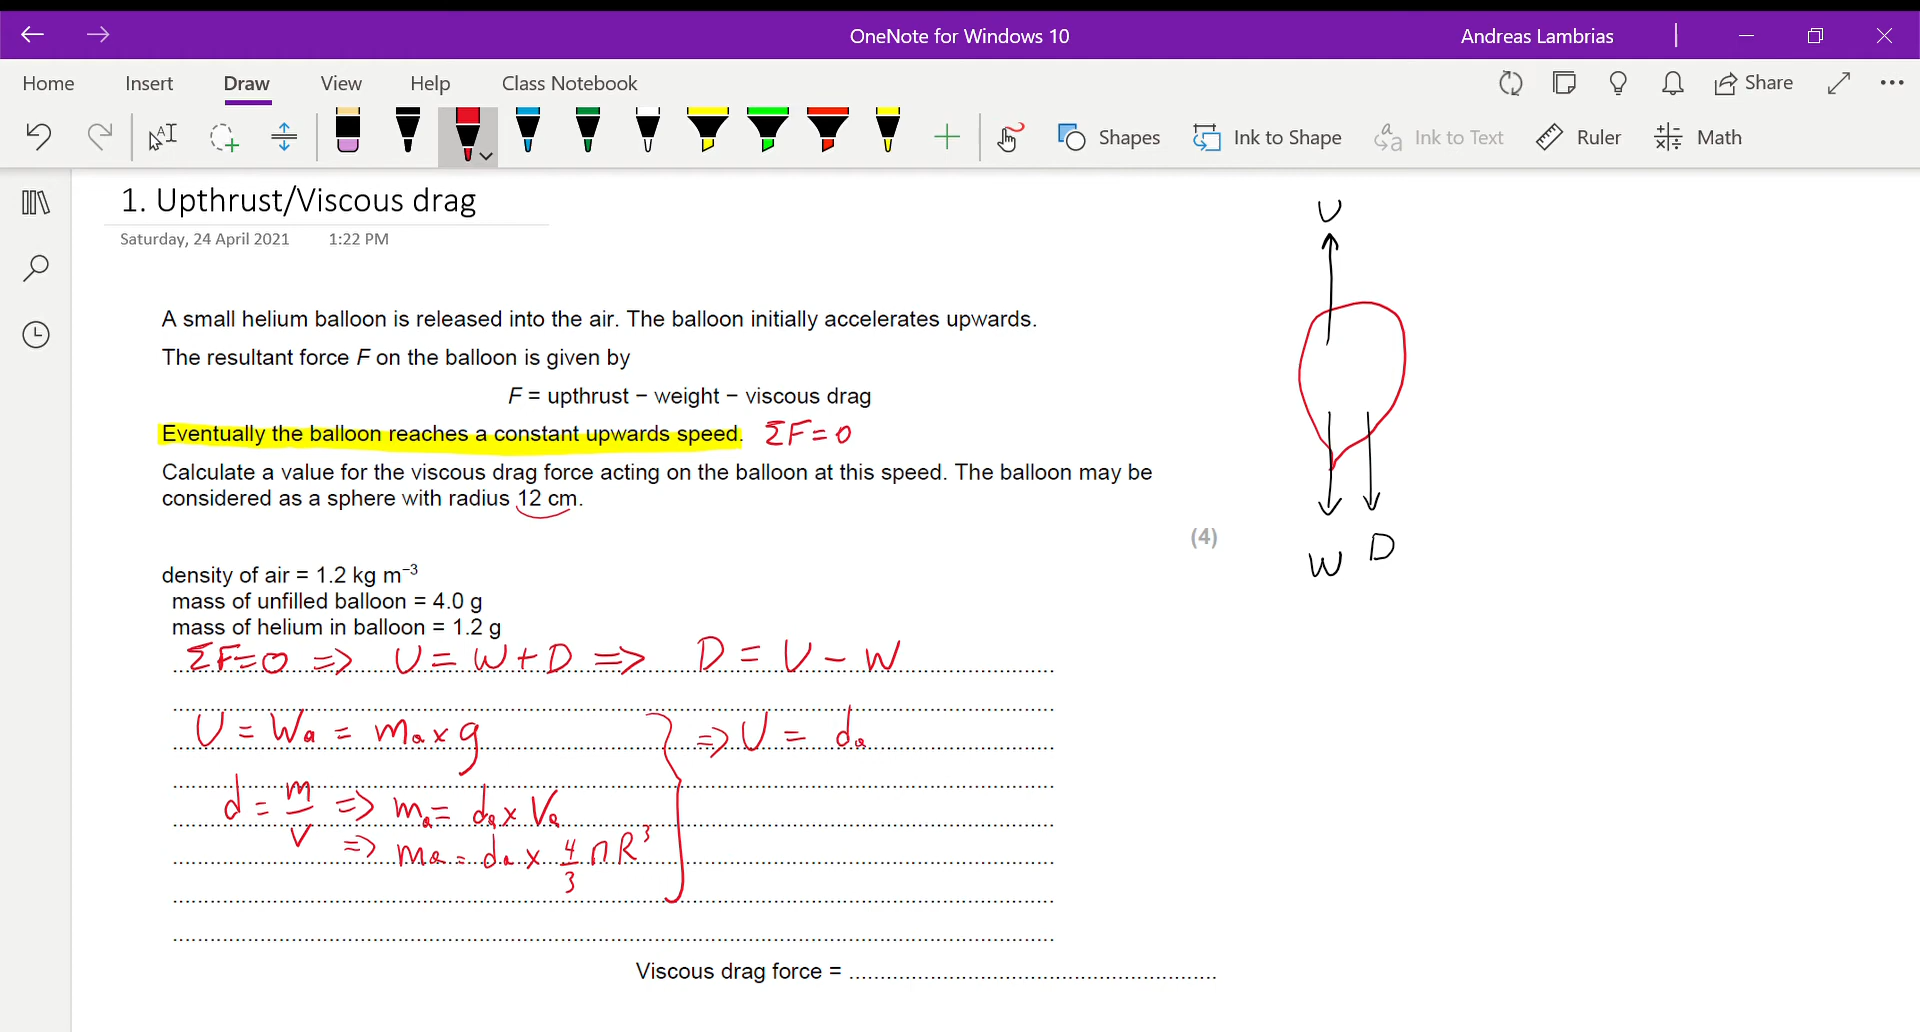 OneNote for Windows 10
Andreas Lambrias
Home Insert Draw View Help Class Notebook
Share
Shapes Ink to Shape Ink to Text Ruler Math
1. Upthrust/Viscous drag
Saturday, 24 April 2021 1:22 PM
U
A small helium balloon is released into the air. The balloon initially accelerates upwards.
The resultant force F on the balloon is given by
F = upthrust − weight − viscous drag
Eventually the balloon reaches a constant upwards speed. ΣF = 0
Calculate a value for the viscous drag force acting on the balloon at this speed. The balloon may be
considered as a sphere with radius 12 cm.
(4)
W D
density of air = 1.2 kg m⁻³
mass of unfilled balloon = 4.0 g
mass of helium in balloon = 1.2 g
ΣF=0 => U = W + D => D = U - W
U = Wa = ma x g => U = da
d = m/V => ma = da x Va
=> ma = da x 4/3 π R³
Viscous drag force =